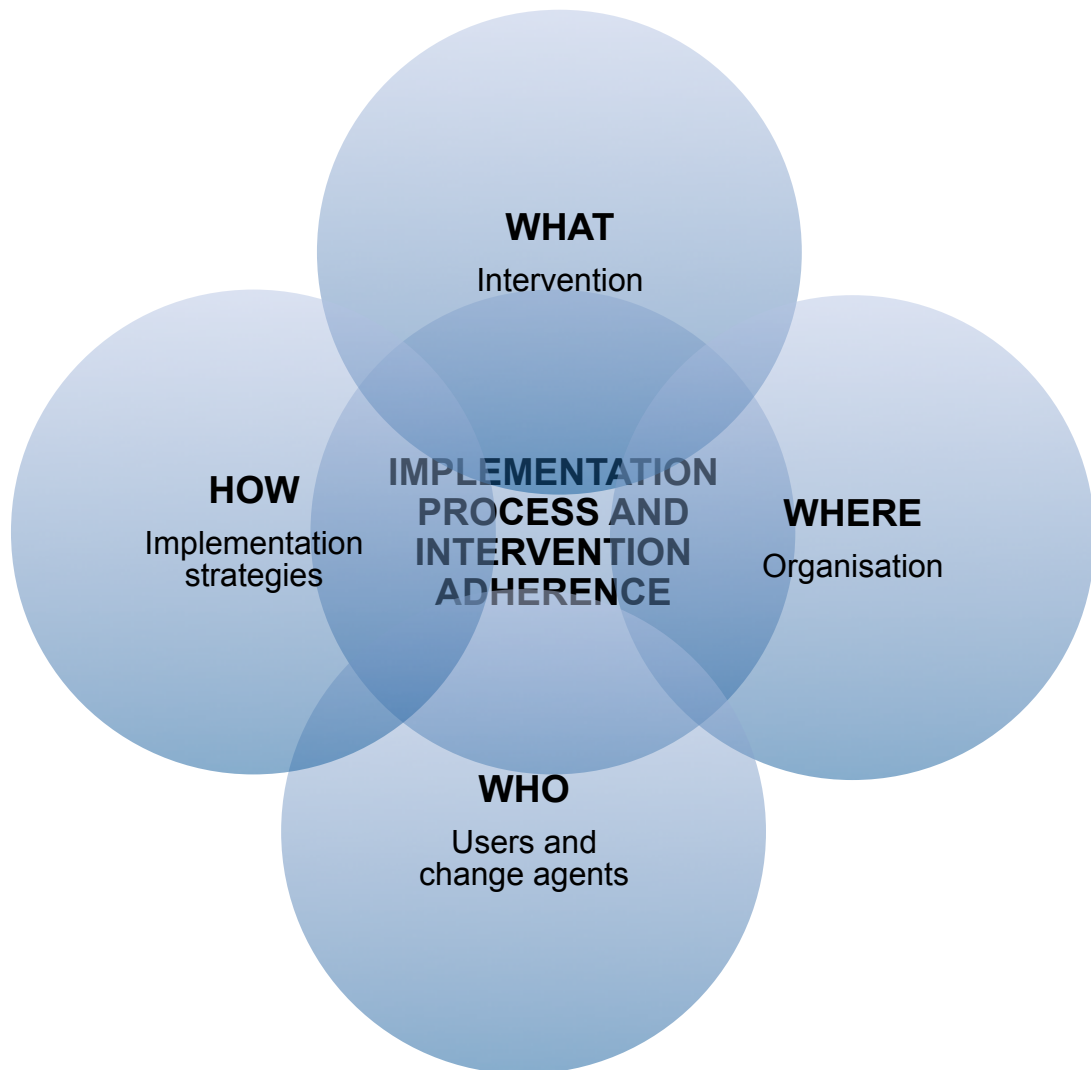 WHAT
Intervention
HOW
Implementation
strategies
IMPLEMENTATION
PROCESS AND
INTERVENTION
ADHERENCE
WHERE
Organisation
WHO
Users and
change agents